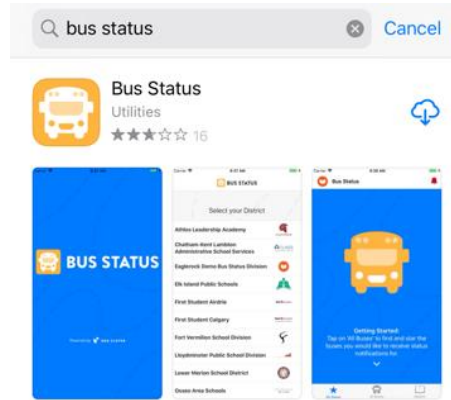 bus status
Cancel
Bus Status
Utilities
16
BUS STATUS
BUS STATUS
Select your District
Athlos Leadership Academy
Chatham-Kent Lambton
Administrative School Services
Eaglerock Demo Bus Status Division
Elk Island Public Schools
First Student Airdrie
First Student Calgary
Fort Vermilion School Division
Lloydminster Public School Division
Lower Merion School District
Osseo Area Schools
Bus Status
Getting Started:
Tap on 'All Buses' to find and star the
buses you would like to receive status
notifications for.